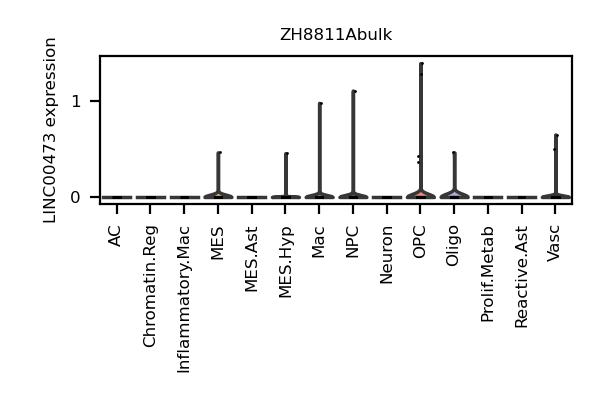 ZH8811Abulk
LINC00473 expression
1
0
AC
Chromatin.Reg
Inflammatory.Mac
MES
MES.Ast
MES.Hyp
Mac
NPC
Neuron
OPC
Oligo
Prolif.Metab
Reactive.Ast
Vasc